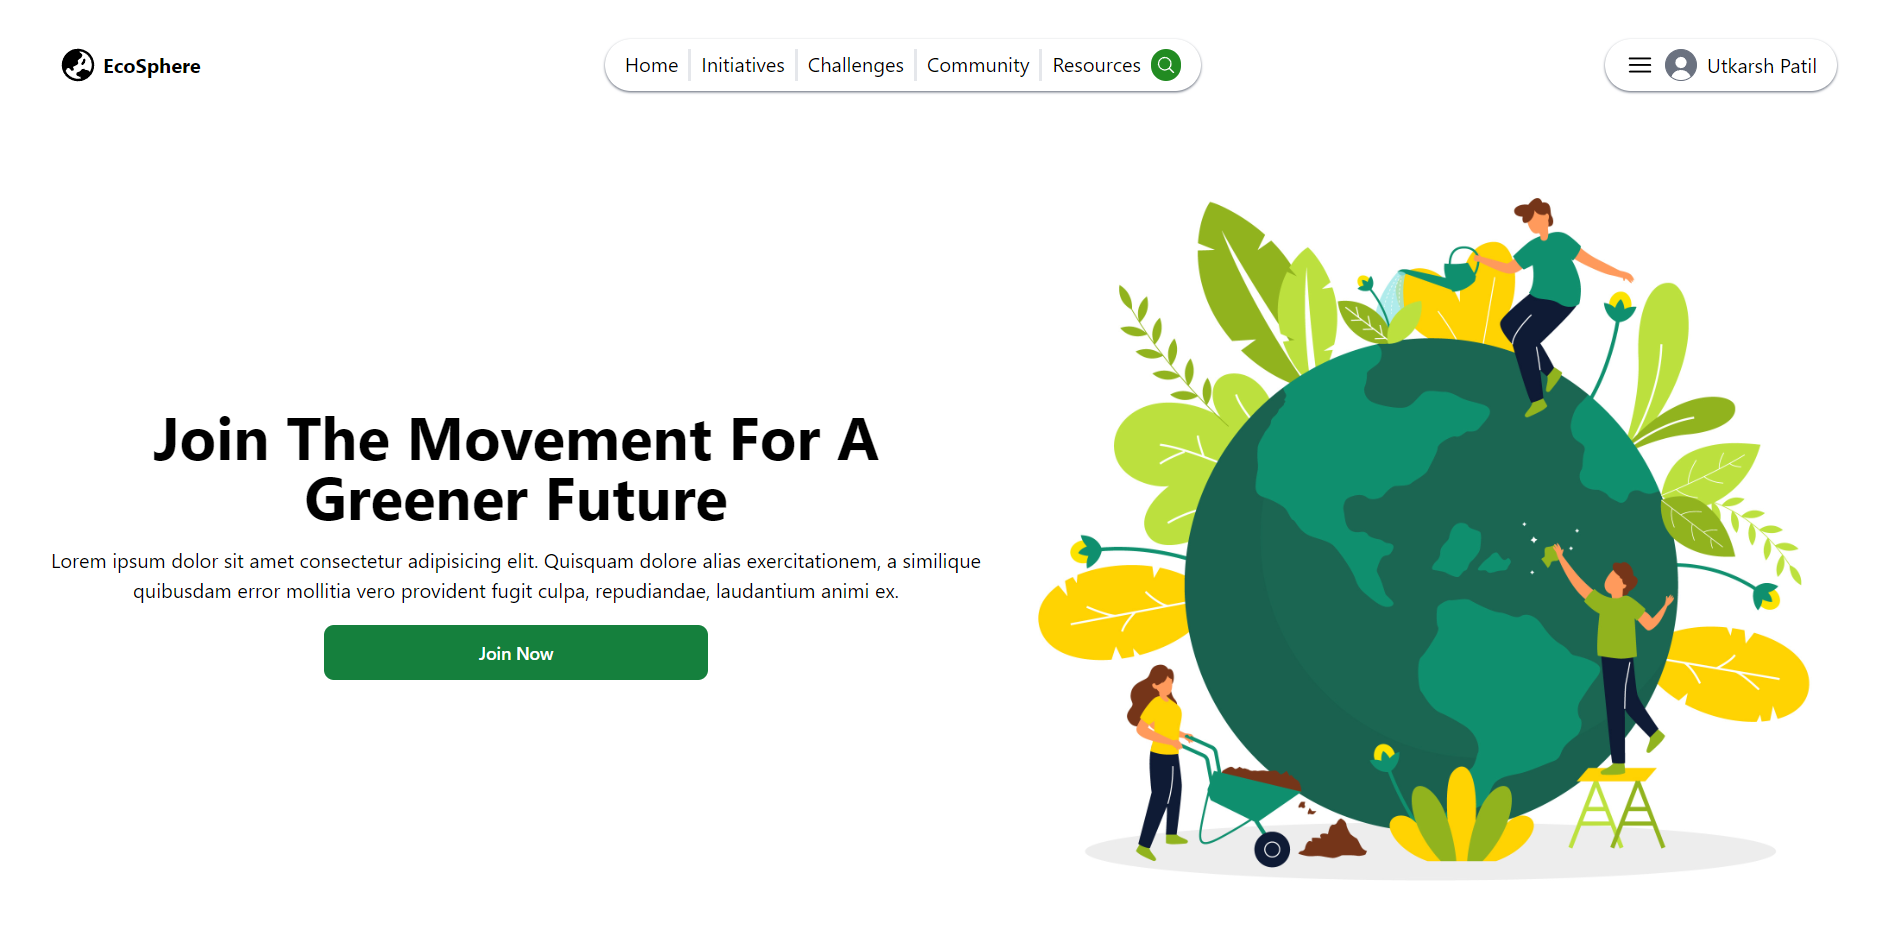 EcoSphere
Home Initiatives Challenges Community Resources
Utkarsh Patil
Join The Movement For A
Greener Future
Lorem ipsum dolor sit amet consectetur adipisicing elit. Quisquam dolore alias exercitationem, a similique
quibusdam error mollitia vero provident fugit culpa, repudiandae, laudantium animi ex.
Join Now